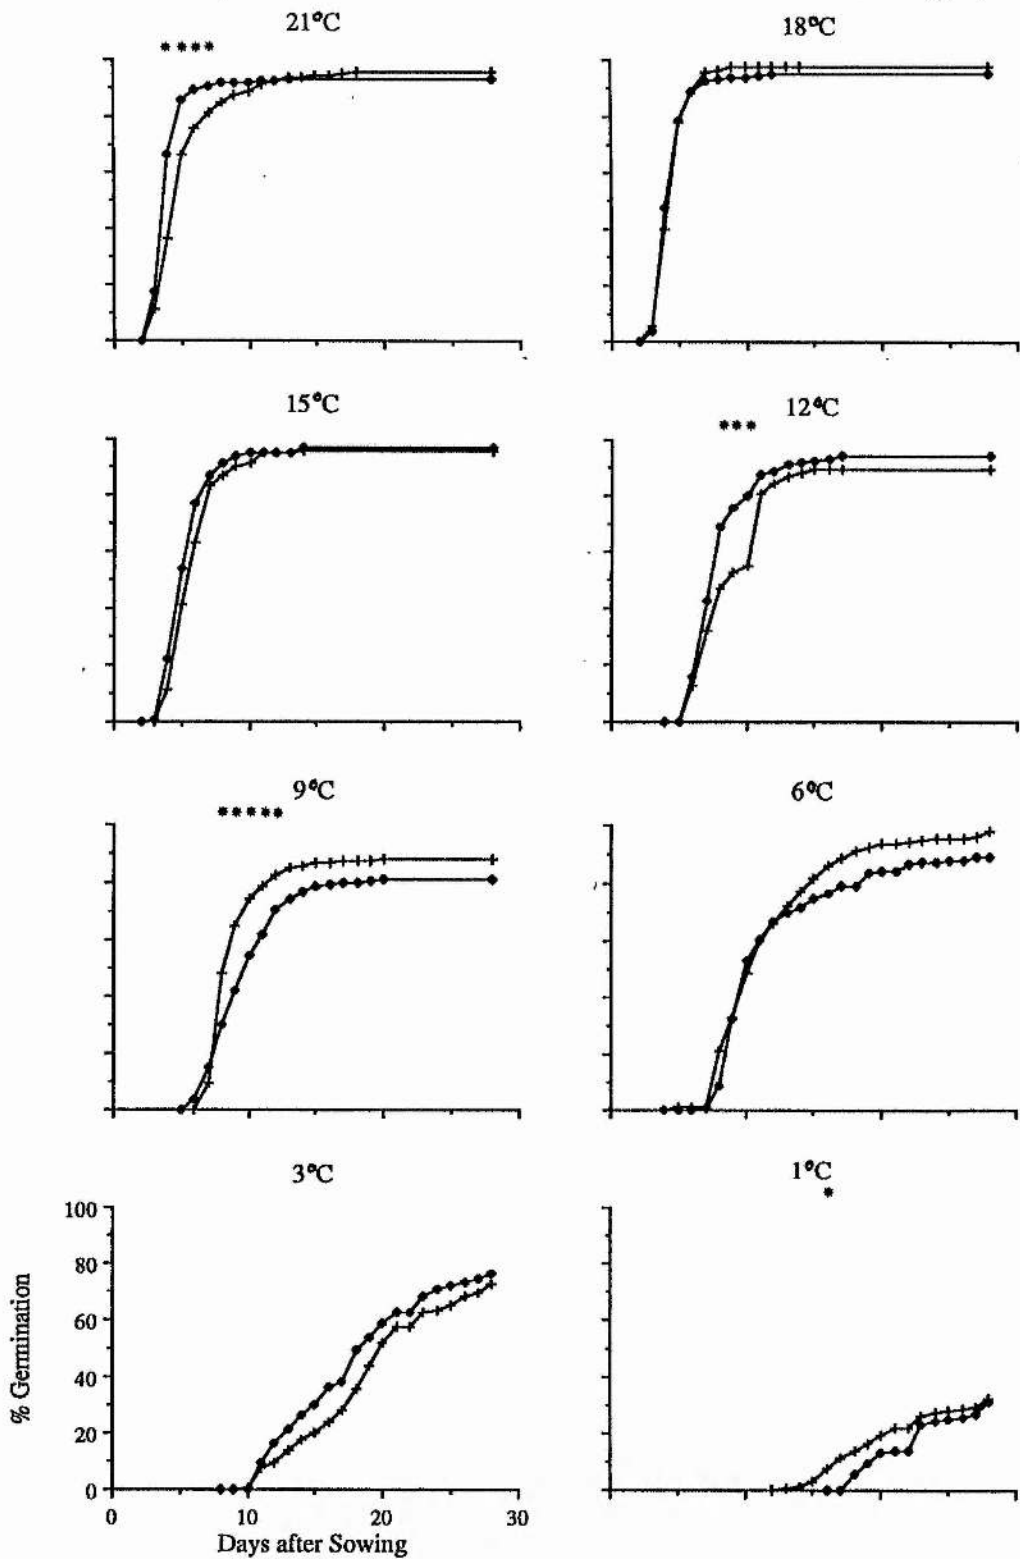 21°C
18°C
****
15°C
12°C
***
9°C
6°C
*****
3°C
1°C
*
100
80
60
40
20
0
% Germination
0 10 20 30
Days after Sowing